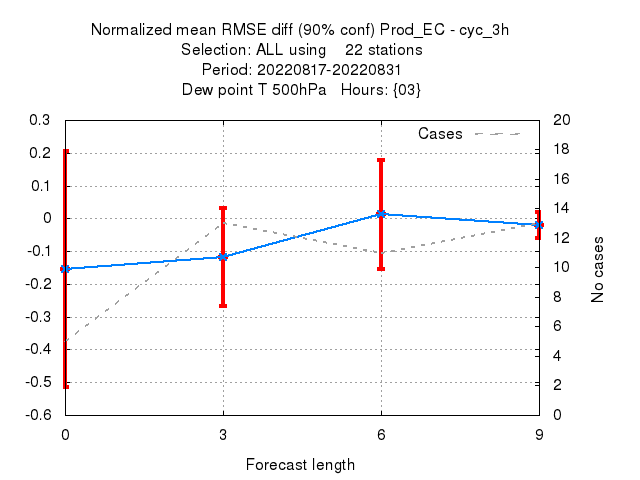 Normalized mean RMSE diff (90% conf) Prod_EC - cyc_3h
Selection: ALL using    22 stations
Period: 20220817-20220831
Dew point T 500hPa   Hours: {03}
Cases
0.3
0.2
0.1
0
-0.1
-0.2
-0.3
-0.4
-0.5
-0.6
20
18
16
14
12
10
8
6
4
2
0
No cases
0 3 6 9
Forecast length